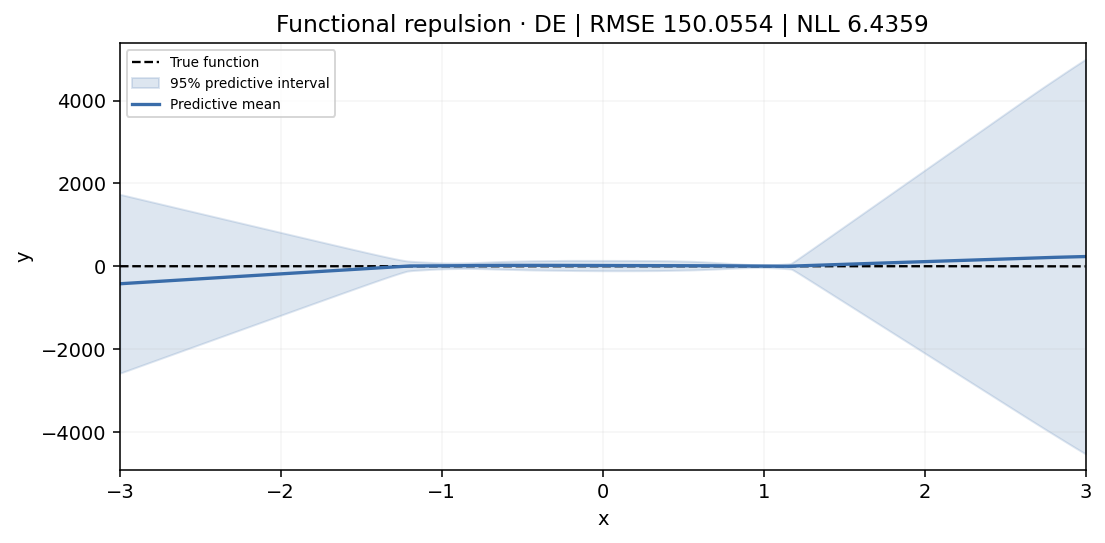 Functional repulsion · DE | RMSE 150.0554 | NLL 6.4359
True function
95% predictive interval
Predictive mean
4000
2000
0
−2000
−4000
y
−3
−2
−1
0
1
2
3
x